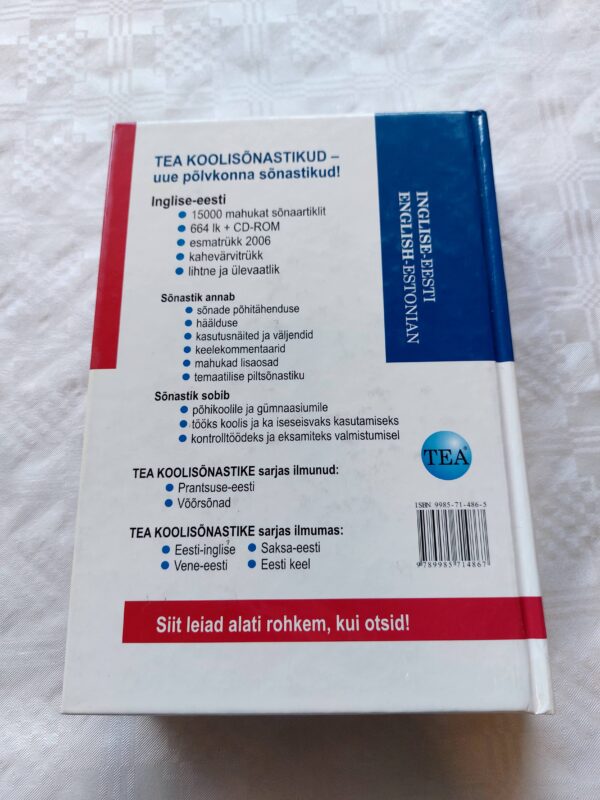 TEA KOOLISÕNASTIKUD –
uue põlvkonna sõnastikud!
Inglise-eesti
• 15000 mahukat sõnaartiklit
• 664 lk + CD-ROM
• esmatrükk 2006
• kahevärvitrükk
• lihtne ja ülevaatlik
Sõnastik annab
• sõnade põhitähenduse
• häälduse
• kasutusnäited ja väljendid
• keelekommentaarid
• mahukad lisaosad
• temaatilise piltsõnastiku
Sõnastik sobib
• põhikoolile ja gümnaasiumile
• tööks koolis ja ka iseseisvaks kasutamiseks
• kontrolltöödeks ja eksamiteks valmistumisel
TEA KOOLISÕNASTIKE sarjas ilmunud:
• Prantsuse-eesti
• Võõrsõnad
TEA KOOLISÕNASTIKE sarjas ilmumas:
• Eesti-inglise • Saksa-eesti
• Vene-eesti • Eesti keel
Siit leiad alati rohkem, kui otsid!
INGLISE-EESTI
ENGLISH-ESTONIAN
TEA®
ISBN 9985-71-486-5
9789985714867